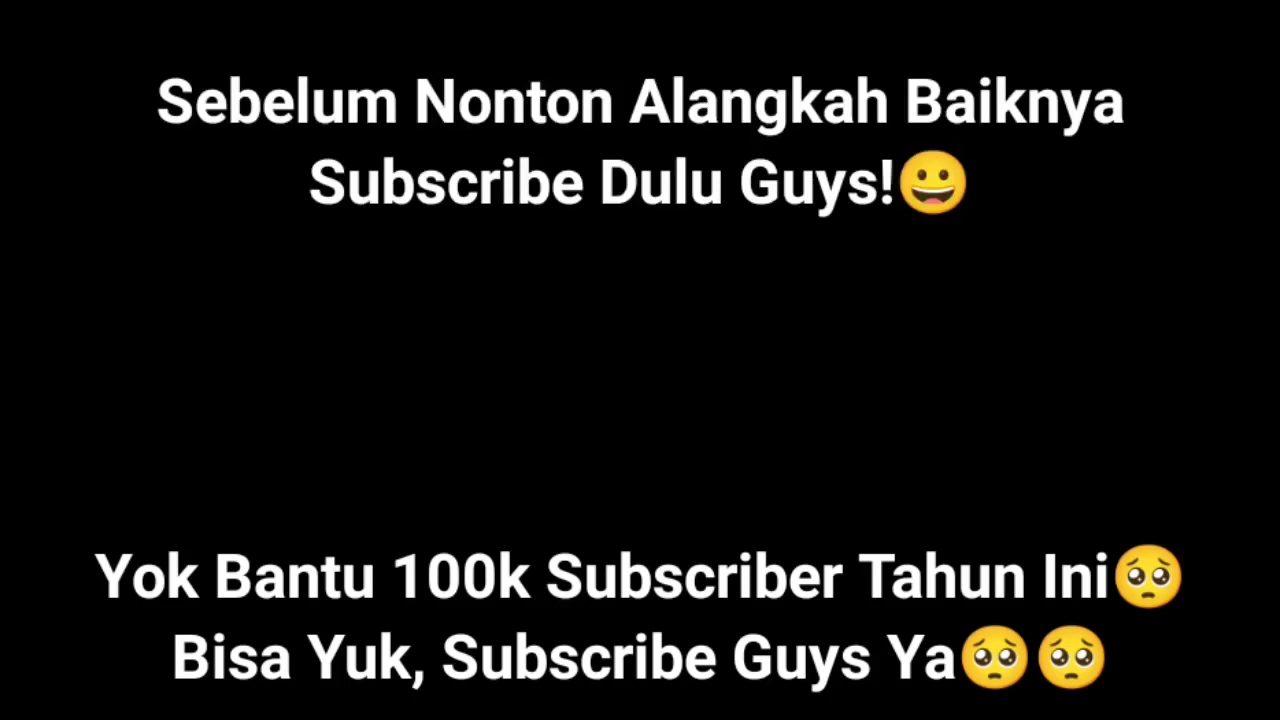 Sebelum Nonton Alangkah Baiknya
Subscribe Dulu Guys!😀
Yok Bantu 100k Subscriber Tahun Ini🥺
Bisa Yuk, Subscribe Guys Ya🥺🥺